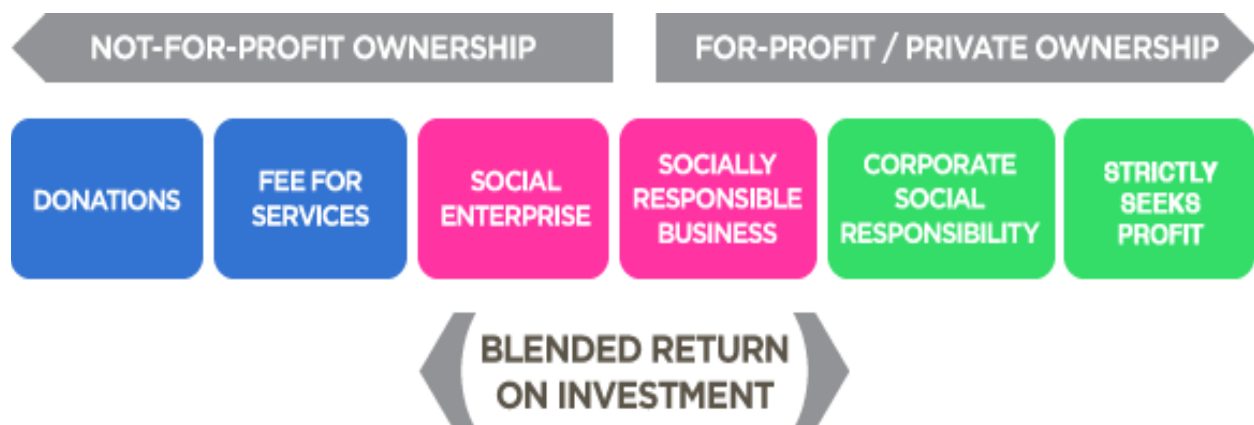 NOT-FOR-PROFIT OWNERSHIP
FOR-PROFIT / PRIVATE OWNERSHIP
DONATIONS
FEE FOR
SERVICES
SOCIAL
ENTERPRISE
SOCIALLY
RESPONSIBLE
BUSINESS
CORPORATE
SOCIAL
RESPONSIBILITY
STRICTLY
SEEKS
PROFIT
BLENDED RETURN
ON INVESTMENT